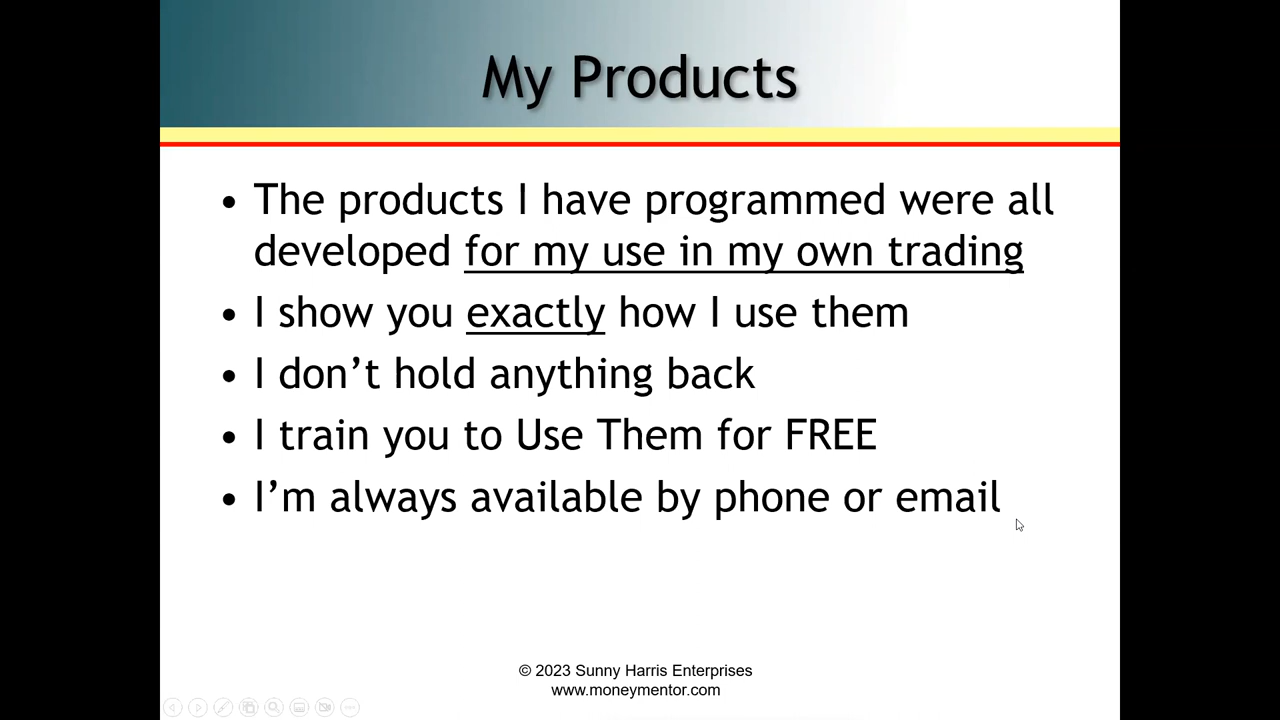 My Products
• The products I have programmed were all
developed for my use in my own trading
• I show you exactly how I use them
• I don’t hold anything back
• I train you to Use Them for FREE
• I’m always available by phone or email
© 2023 Sunny Harris Enterprises
www.moneymentor.com